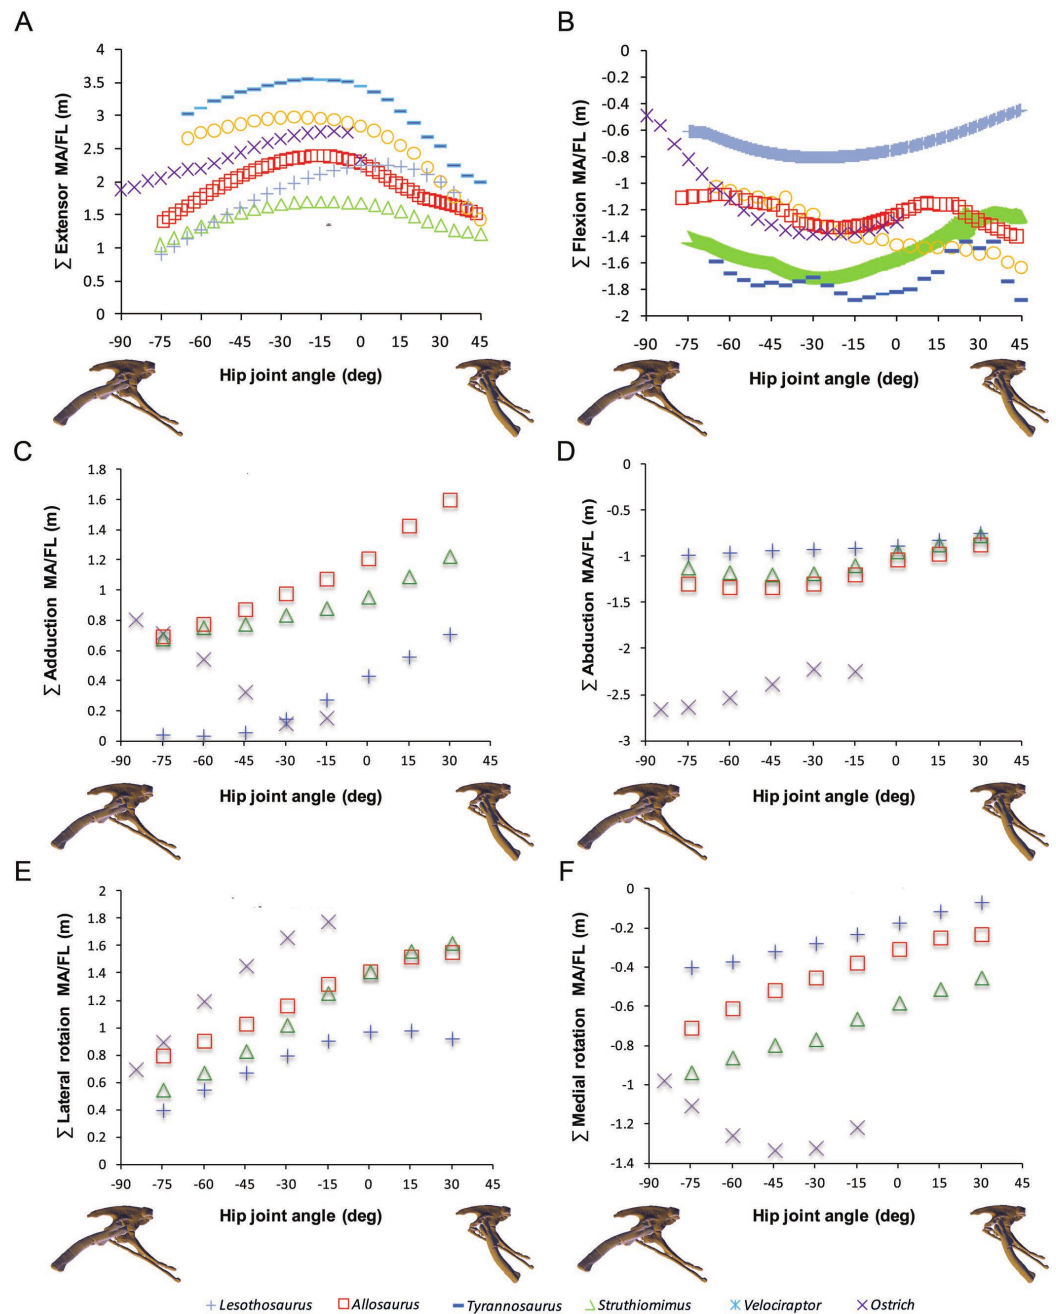 A
B
4
3.5
3
2.5
2
1.5
1
0.5
0
∑ Extensor MA/FL (m)
-90 -75 -60 -45 -30 -15 0 15 30 45
Hip joint angle (deg)
0
-0.2
-0.4
-0.6
-0.8
-1
-1.2
-1.4
-1.6
-1.8
-2
∑ Flexion MA/FL (m)
-90 -75 -60 -45 -30 -15 0 15 30 45
Hip joint angle (deg)
C
D
1.8
1.6
1.4
1.2
1
0.8
0.6
0.4
0.2
0
∑ Adduction MA/FL (m)
-90 -75 -60 -45 -30 -15 0 15 30 45
Hip joint angle (deg)
0
-0.5
-1
-1.5
-2
-2.5
-3
∑ Abduction MA/FL (m)
-90 -75 -60 -45 -30 -15 0 15 30 45
Hip joint angle (deg)
E
F
2
1.8
1.6
1.4
1.2
1
0.8
0.6
0.4
0.2
0
∑ Lateral rotaion MA/FL (m)
-90 -75 -60 -45 -30 -15 0 15 30 45
Hip joint angle (deg)
0
-0.2
-0.4
-0.6
-0.8
-1
-1.2
-1.4
∑ Medial rotation MA/FL (m)
-90 -75 -60 -45 -30 -15 0 15 30 45
Hip joint angle (deg)
Lesothosaurus Allosaurus Tyrannosaurus Struthiomimus Velociraptor Ostrich